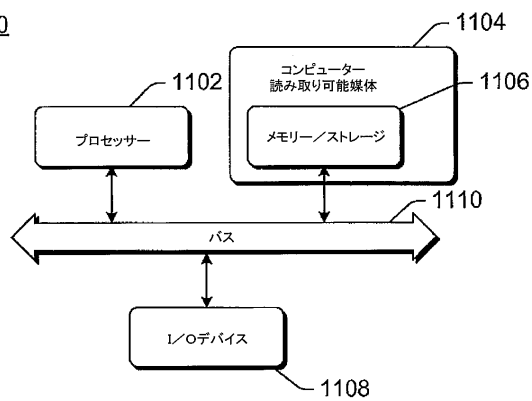 0
1104
コンピューター
読み取り可能媒体
1102
1106
プロセッサー
メモリー／ストレージ
1110
バス
I／Oデバイス
1108